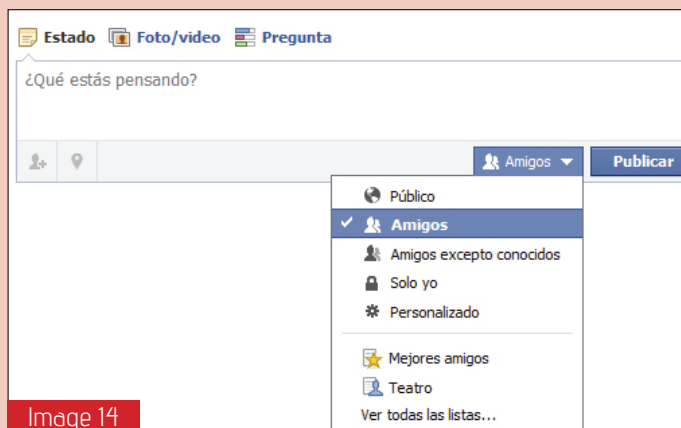 Estado Foto/video Pregunta
¿Qué estás pensando?
Amigos Publicar
Público
Amigos
Amigos excepto conocidos
Solo yo
Personalizado
Mejores amigos
Teatro
Ver todas las listas...
Image 14